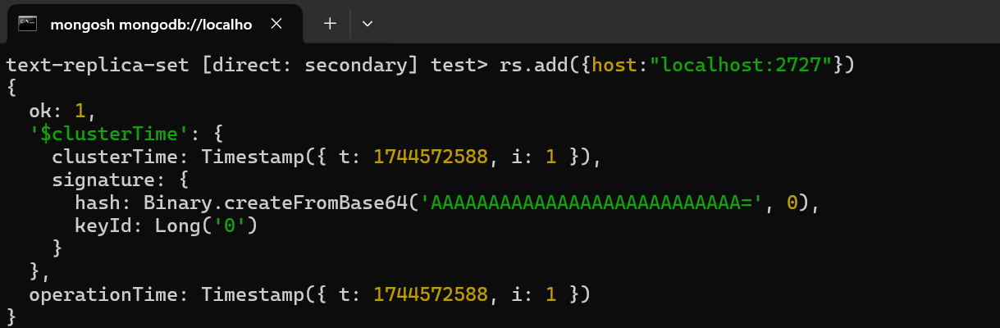 mongosh mongodb://localho
text-replica-set [direct: secondary] test> rs.add({host:"localhost:2727"})
{
  ok: 1,
  '$clusterTime': {
    clusterTime: Timestamp({ t: 1744572588, i: 1 }),
    signature: {
      hash: Binary.createFromBase64('AAAAAAAAAAAAAAAAAAAAAAAAAAA=', 0),
      keyId: Long('0')
    }
  },
  operationTime: Timestamp({ t: 1744572588, i: 1 })
}